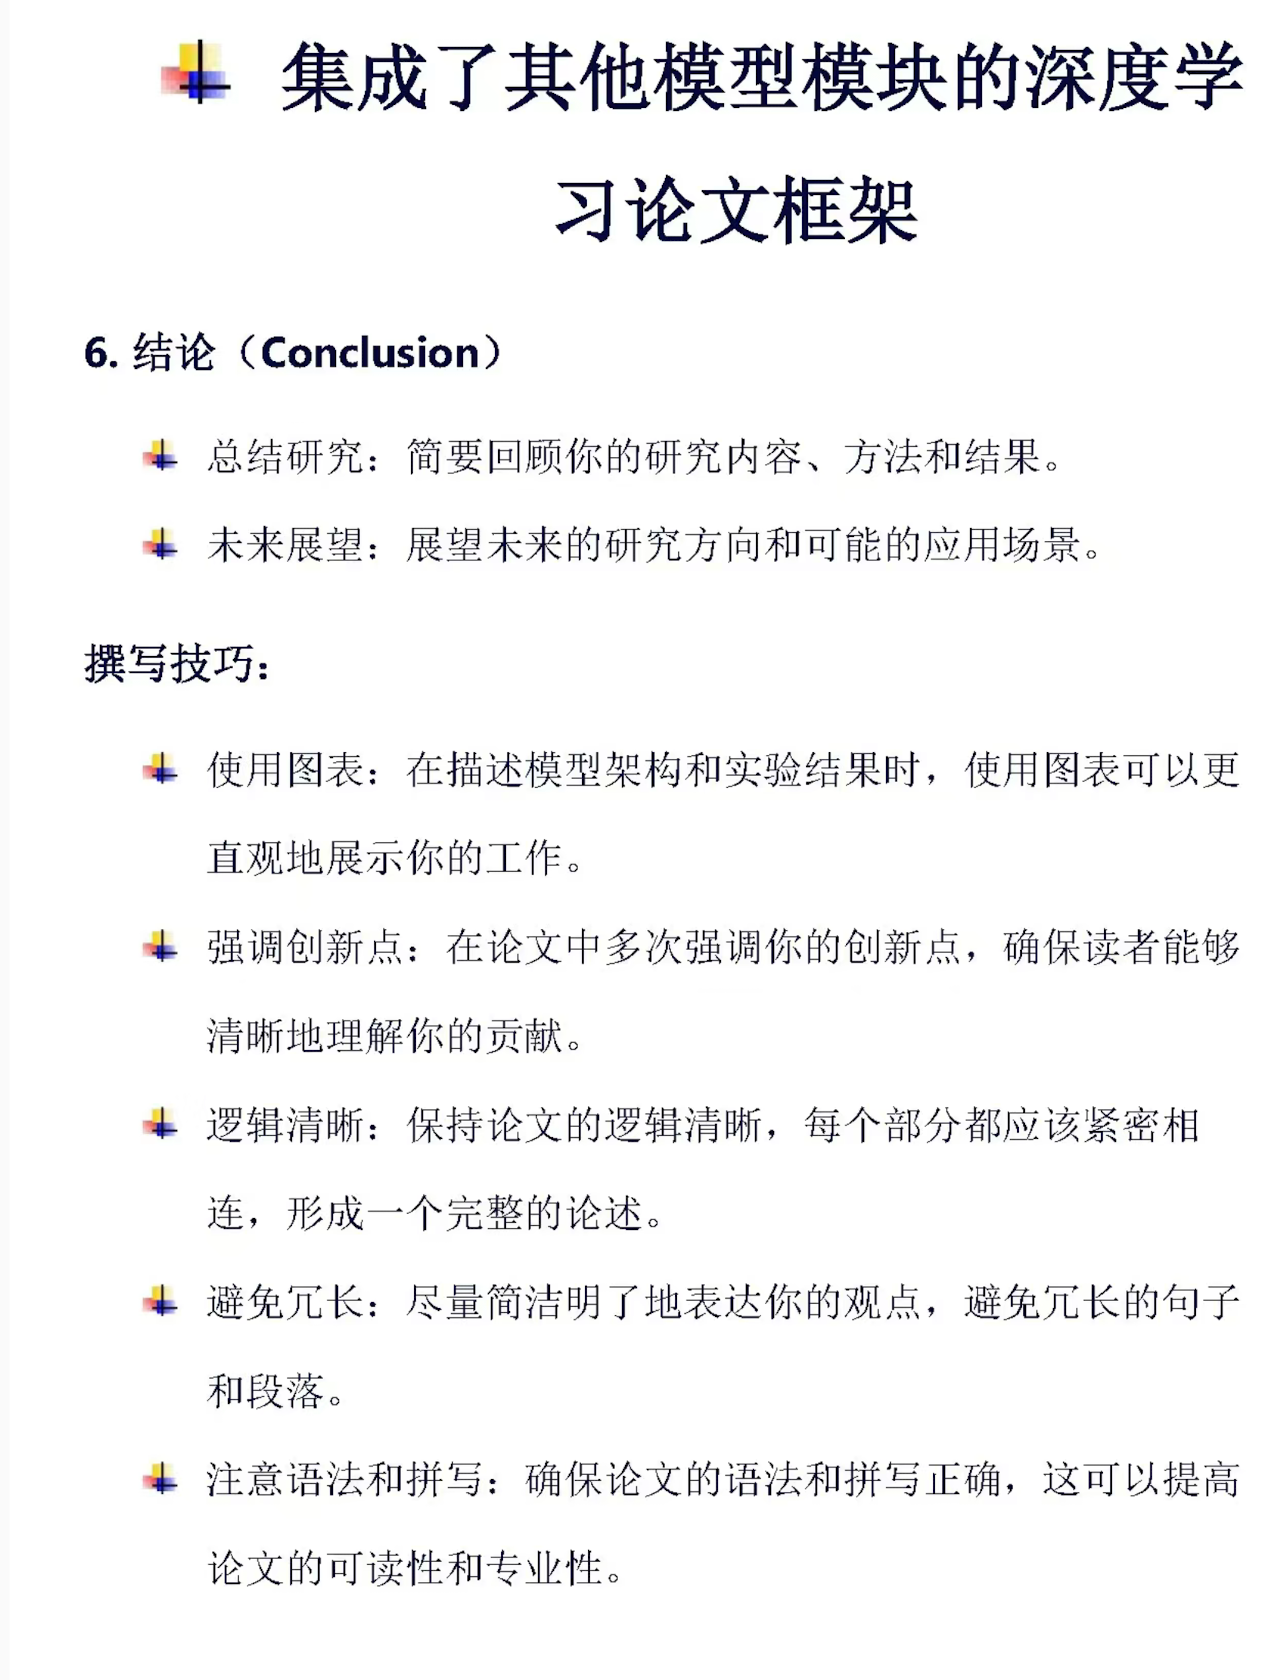 集成了其他模型模块的深度学
习论文框架
6. 结论（Conclusion）
总结研究：简要回顾你的研究内容、方法和结果。
未来展望：展望未来的研究方向和可能的应用场景。
撰写技巧：
使用图表：在描述模型架构和实验结果时，使用图表可以更
直观地展示你的工作。
强调创新点：在论文中多次强调你的创新点，确保读者能够
清晰地理解你的贡献。
逻辑清晰：保持论文的逻辑清晰，每个部分都应该紧密相
连，形成一个完整的论述。
避免冗长：尽量简洁明了地表达你的观点，避免冗长的句子
和段落。
注意语法和拼写：确保论文的语法和拼写正确，这可以提高
论文的可读性和专业性。